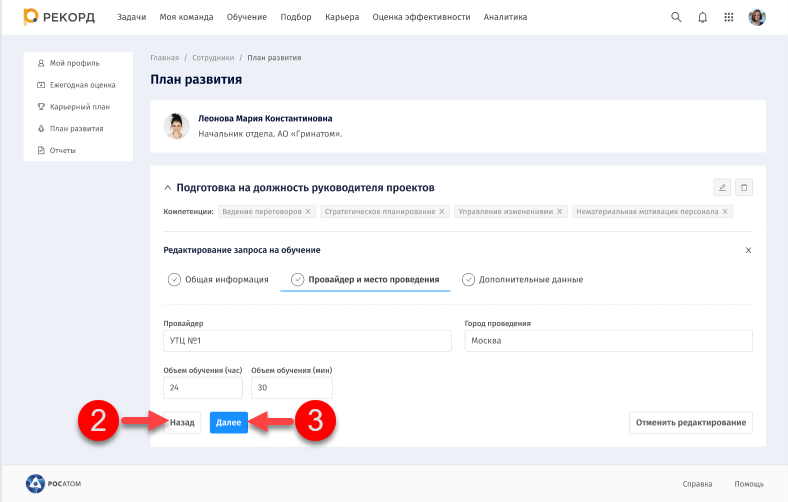 РЕКОРД Задачи Моя команда Обучение Подбор Карьера Оценка эффективности Аналитика
Мой профиль
Ежегодная оценка
Карьерный план
План развития
Отчеты
Главная / Сотрудники / План развития
План развития
Леонова Мария Константиновна
Начальник отдела. АО «Гринатом».
Подготовка на должность руководителя проектов
Компетенции: Ведение переговоров X Стратегическое планирование X Управление изменениями X Нематериальная мотивация персонала X
Редактирование запроса на обучение X
Общая информация Провайдер и место проведения Дополнительные данные
Провайдер Город проведения
УТЦ №1 Москва
Объем обучения (час) Объем обучения (мин)
24 30
2 Назад Далее 3 Отменить редактирование
РОСАТОМ Справка Помощь